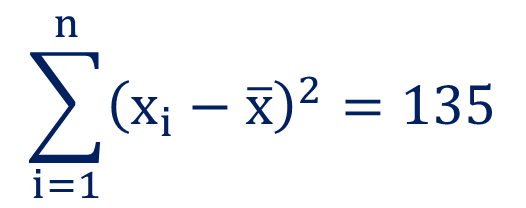 n
∑(xᵢ − x̄)² = 135
i=1